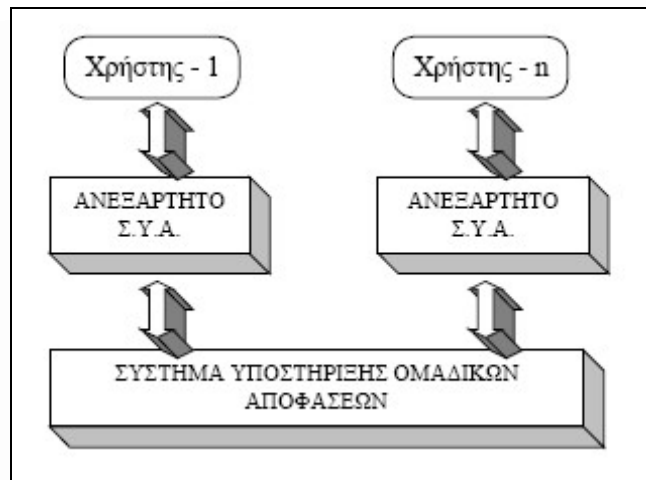 Χρήστης - 1
Χρήστης - n
ΑΝΕΞΑΡΤΗΤΟ
Σ.Υ.Α.
ΑΝΕΞΑΡΤΗΤΟ
Σ.Υ.Α.
ΣΥΣΤΗΜΑ ΥΠΟΣΤΗΡΙΞΗΣ ΟΜΑΔΙΚΩΝ
ΑΠΟΦΑΣΕΩΝ